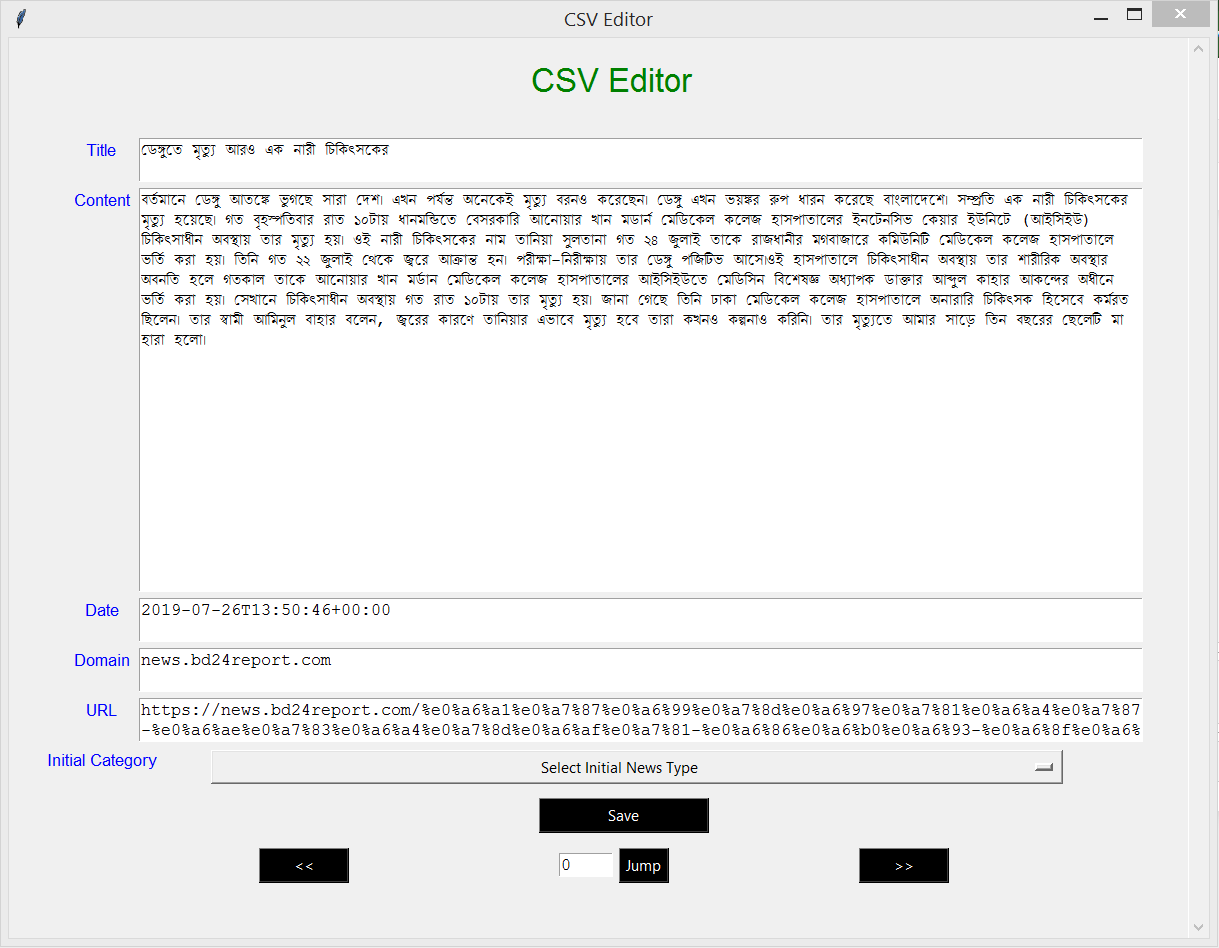 CSV Editor
CSV Editor
Title
ডেঙ্গুতে মৃত্যু আরও এক নারী চিকিৎসকের
Content
বর্তমানে ডেঙ্গু আতঙ্কে ভুগছে সারা দেশ। এখন পর্যন্ত অনেকেই মৃত্যু বরনও করেছেন। ডেঙ্গু এখন ভয়ঙ্কর রুপ ধারন করেছে বাংলাদেশে। সম্প্রতি এক নারী চিকিৎসকের
মৃত্যু হয়েছে। গত বৃহস্পতিবার রাত ১০টায় ধানমন্ডিতে বেসরকারি আনোয়ার খান মডার্ন মেডিকেল কলেজ হাসপাতালের ইনটেনসিভ কেয়ার ইউনিটে (আইসিইউ)
চিকিৎসাধীন অবস্থায় তার মৃত্যু হয়। ওই নারী চিকিৎসকের নাম তানিয়া সুলতানা গত ২৪ জুলাই তাকে রাজধানীর মগবাজারে কমিউনিটি মেডিকেল কলেজ হাসপাতালে
ভর্তি করা হয়। তিনি গত ২২ জুলাই থেকে জ্বরে আক্রান্ত হন। পরীক্ষা-নিরীক্ষায় তার ডেঙ্গু পজিটিভ আসে।ওই হাসপাতালে চিকিৎসাধীন অবস্থায় তার শারীরিক অবস্থার
অবনতি হলে গতকাল তাকে আনোয়ার খান মর্ডান মেডিকেল কলেজ হাসপাতালের আইসিইউতে মেডিসিন বিশেষজ্ঞ অধ্যাপক ডাক্তার আব্দুল কাহার আকন্দের অধীনে
ভর্তি করা হয়। সেখানে চিকিৎসাধীন অবস্থায় গত রাত ১০টায় তার মৃত্যু হয়। জানা গেছে তিনি ঢাকা মেডিকেল কলেজ হাসপাতালে অনারারি চিকিৎসক হিসেবে কর্মরত
ছিলেন। তার স্বামী আমিনুল বাহার বলেন, জ্বরের কারণে তানিয়ার এভাবে মৃত্যু হবে তারা কখনও কল্পনাও করিনি। তার মৃত্যুতে আমার সাড়ে তিন বছরের ছেলেটি মা
হারা হলো।
Date
2019-07-26T13:50:46+00:00
Domain
news.bd24report.com
URL
https://news.bd24report.com/%e0%a6%a1%e0%a7%87%e0%a6%99%e0%a7%8d%e0%a6%97%e0%a7%81%e0%a6%a4%e0%a7%87
-%e0%a6%ae%e0%a7%83%e0%a6%a4%e0%a7%8d%e0%a6%af%e0%a7%81-%e0%a6%86%e0%a6%b0%e0%a6%93-%e0%a6%8f%e0%a6%
Initial Category
Select Initial News Type
Save
<<
0
Jump
>>